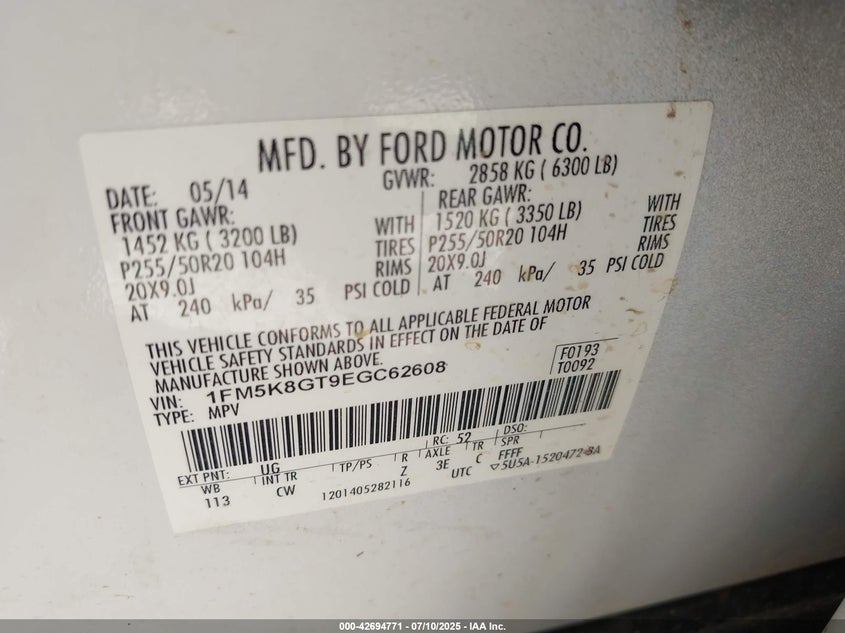 MFD. BY FORD MOTOR CO.
DATE: 05/14 GVWR: 2858 KG ( 6300 LB)
FRONT GAWR: REAR GAWR:
1452 KG ( 3200 LB) WITH 1520 KG ( 3350 LB) WITH
P255/50R20 104H TIRES P255/50R20 104H TIRES
20X9.0J RIMS 20X9.0J RIMS
AT 240 kPa/ 35 PSI COLD AT 240 kPa/ 35 PSI COLD
THIS VEHICLE CONFORMS TO ALL APPLICABLE FEDERAL MOTOR
VEHICLE SAFETY STANDARDS IN EFFECT ON THE DATE OF
MANUFACTURE SHOWN ABOVE.
F0193
VIN: 1FM5K8GT9EGC62608 T0092
TYPE: MPV
EXT PNT: UG RC: 52 DSO:
WB INT TR TP/PS R AXLE TR SPR
113 CW Z 3E C FFFF
1201405282116 UTC ▽5U5A-1520472-BA
000-42694771 - 07/10/2025 - IAA Inc.